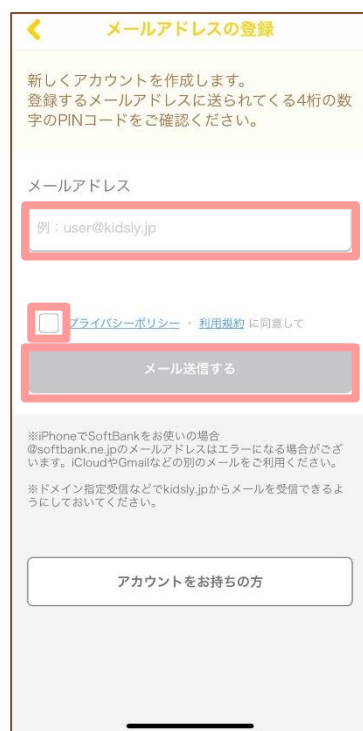 メールアドレスの登録
新しくアカウントを作成します。
登録するメールアドレスに送られてくる4桁の数
字のPINコードをご確認ください。
メールアドレス
例：user@kidsly.jp
プライバシーポリシー ・ 利用規約 に同意して
メール送信する
※iPhoneでSoftBankをお使いの場合
@softbank.ne.jpのメールアドレスはエラーになる場合がござ
います。iCloudやGmailなどの別のメールをご利用ください。
※ドメイン指定受信などでkidsly.jpからメールを受信できるよ
うにしておいてください。
アカウントをお持ちの方